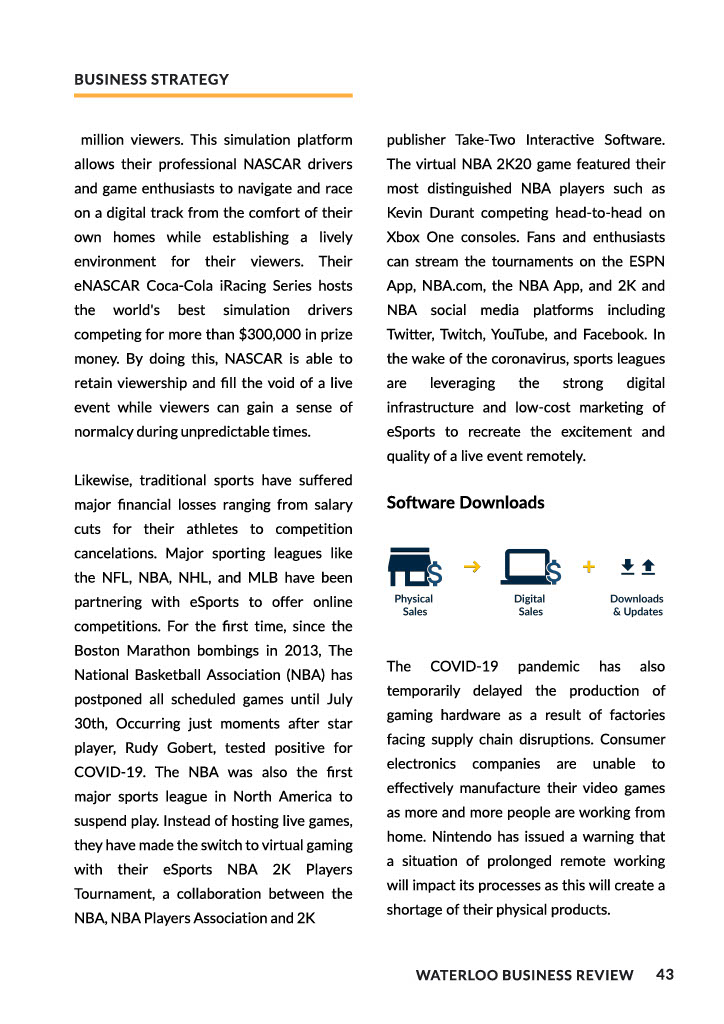 BUSINESS STRATEGY
million viewers. This simulation platform
allows their professional NASCAR drivers
and game enthusiasts to navigate and race
on a digital track from the comfort of their
own homes while establishing a lively
environment for their viewers. Their
eNASCAR Coca-Cola iRacing Series hosts
the world's best simulation drivers
competing for more than $300,000 in prize
money. By doing this, NASCAR is able to
retain viewership and fill the void of a live
event while viewers can gain a sense of
normalcy during unpredictable times.
Likewise, traditional sports have suffered
major financial losses ranging from salary
cuts for their athletes to competition
cancelations. Major sporting leagues like
the NFL, NBA, NHL, and MLB have been
partnering with eSports to offer online
competitions. For the first time, since the
Boston Marathon bombings in 2013, The
National Basketball Association (NBA) has
postponed all scheduled games until July
30th, Occurring just moments after star
player, Rudy Gobert, tested positive for
COVID-19. The NBA was also the first
major sports league in North America to
suspend play. Instead of hosting live games,
they have made the switch to virtual gaming
with their eSports NBA 2K Players
Tournament, a collaboration between the
NBA, NBA Players Association and 2K
publisher Take-Two Interactive Software.
The virtual NBA 2K20 game featured their
most distinguished NBA players such as
Kevin Durant competing head-to-head on
Xbox One consoles. Fans and enthusiasts
can stream the tournaments on the ESPN
App, NBA.com, the NBA App, and 2K and
NBA social media platforms including
Twitter, Twitch, YouTube, and Facebook. In
the wake of the coronavirus, sports leagues
are leveraging the strong digital
infrastructure and low-cost marketing of
eSports to recreate the excitement and
quality of a live event remotely.
Software Downloads
$ $
Physical Digital Downloads
Sales Sales & Updates
The COVID-19 pandemic has also
temporarily delayed the production of
gaming hardware as a result of factories
facing supply chain disruptions. Consumer
electronics companies are unable to
effectively manufacture their video games
as more and more people are working from
home. Nintendo has issued a warning that
a situation of prolonged remote working
will impact its processes as this will create a
shortage of their physical products.
WATERLOO BUSINESS REVIEW 43